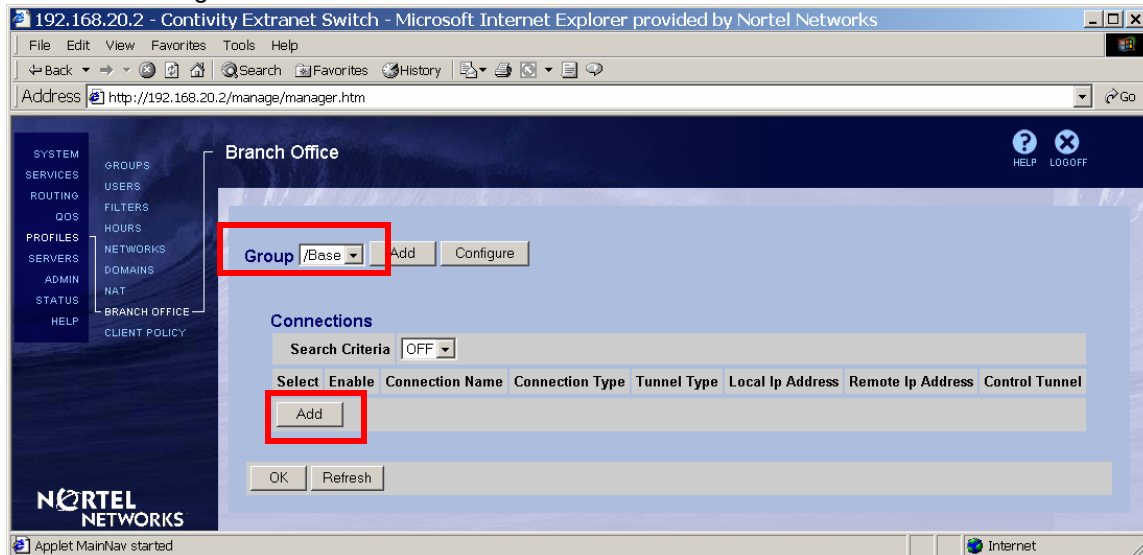 192.168.20.2 - Contivity Extranet Switch - Microsoft Internet Explorer provided by Nortel Networks
File Edit View Favorites Tools Help
Back Search Favorites History
Address http://192.168.20.2/manage/manager.htm Go
SYSTEM
SERVICES
ROUTING
QOS
PROFILES
SERVERS
ADMIN
STATUS
HELP
GROUPS
USERS
FILTERS
HOURS
NETWORKS
DOMAINS
NAT
BRANCH OFFICE
CLIENT POLICY
Branch Office
HELP LOGOFF
Group /Base Add Configure
Connections
Search Criteria OFF
Select Enable Connection Name Connection Type Tunnel Type Local Ip Address Remote Ip Address Control Tunnel
Add
OK Refresh
NORTEL
NETWORKS
Applet MainNav started Internet